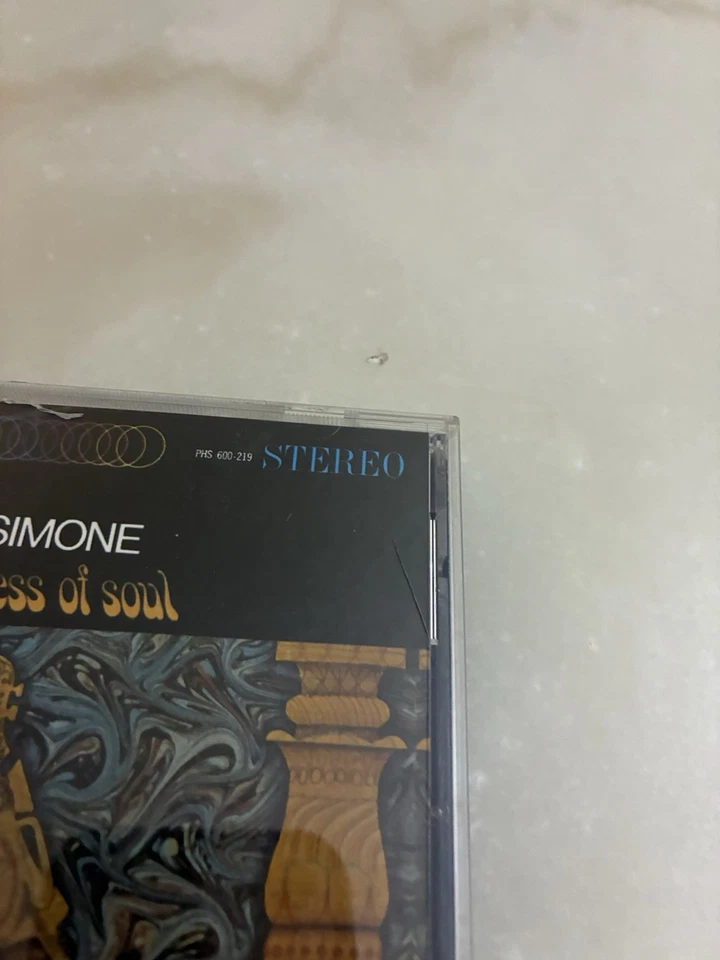 PHS 600-219 STEREO
SIMONE
ess of soul